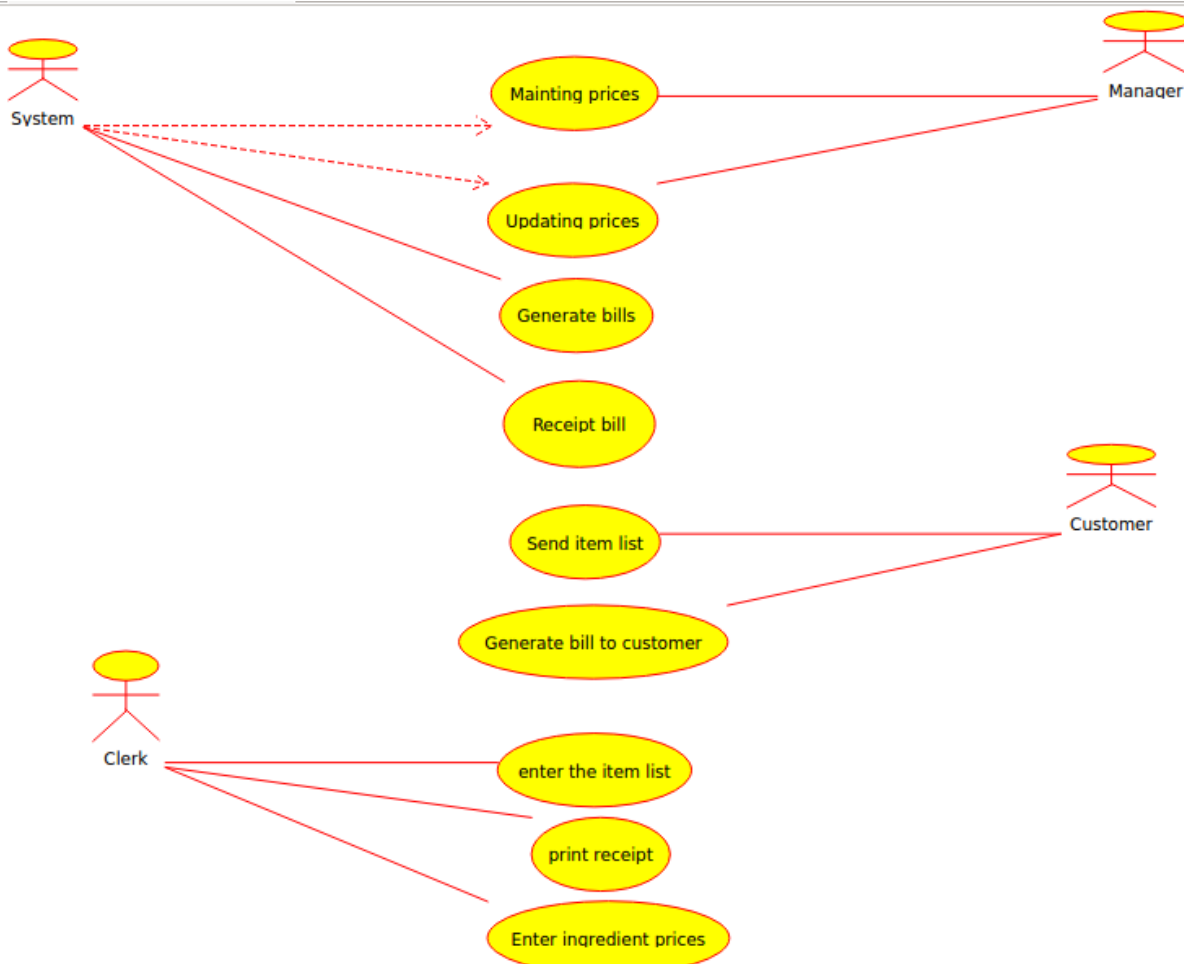 Manager
System
Mainting prices
Updating prices
Generate bills
Receipt bill
Customer
Send item list
Generate bill to customer
Clerk
enter the item list
print receipt
Enter ingredient prices